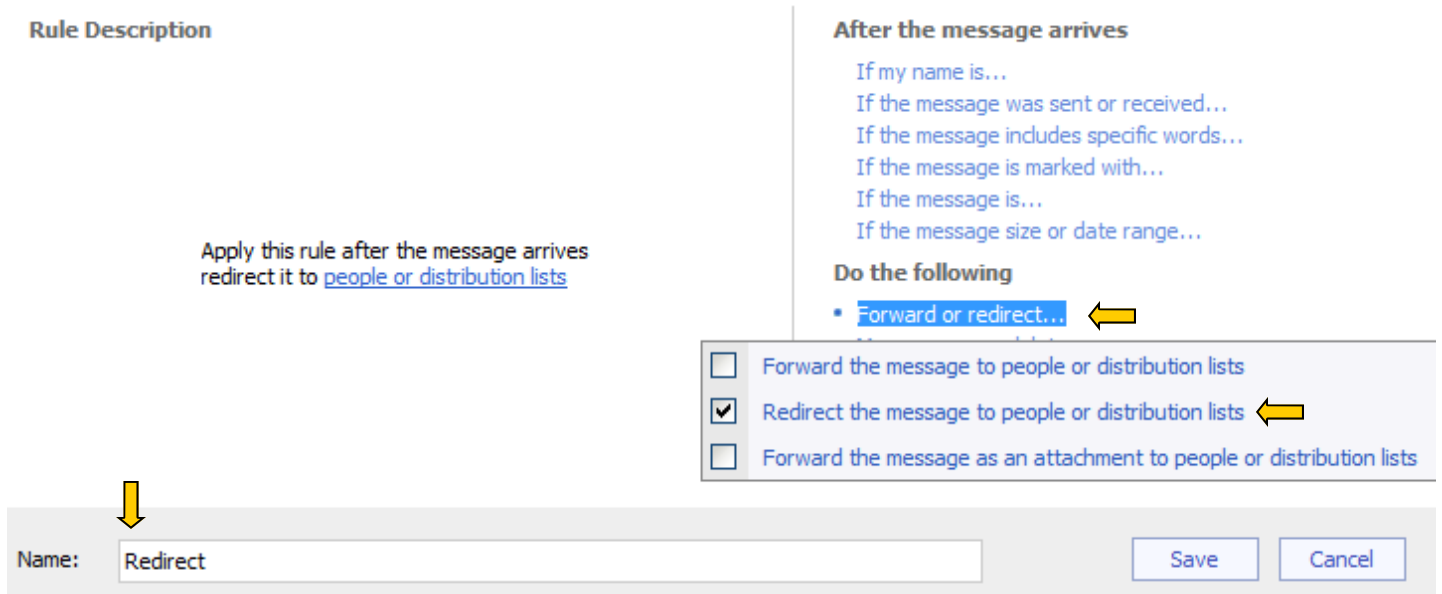 Rule Description
Apply this rule after the message arrives
redirect it to people or distribution lists
After the message arrives
If my name is...
If the message was sent or received...
If the message includes specific words...
If the message is marked with...
If the message is...
If the message size or date range...
Do the following
• Forward or redirect...
Forward the message to people or distribution lists
Redirect the message to people or distribution lists
Forward the message as an attachment to people or distribution lists
Name: Redirect Save Cancel